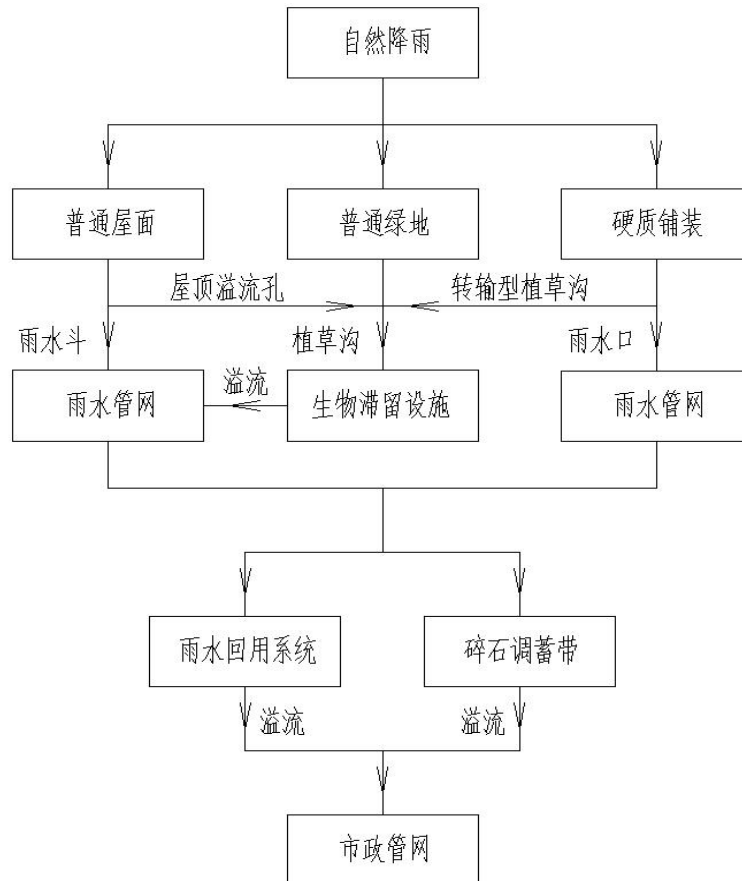 自然降雨
普通屋面
普通绿地
硬质铺装
屋顶溢流孔
转输型植草沟
雨水斗
植草沟
雨水口
雨水管网
溢流
生物滞留设施
雨水管网
雨水回用系统
碎石调蓄带
溢流
溢流
市政管网